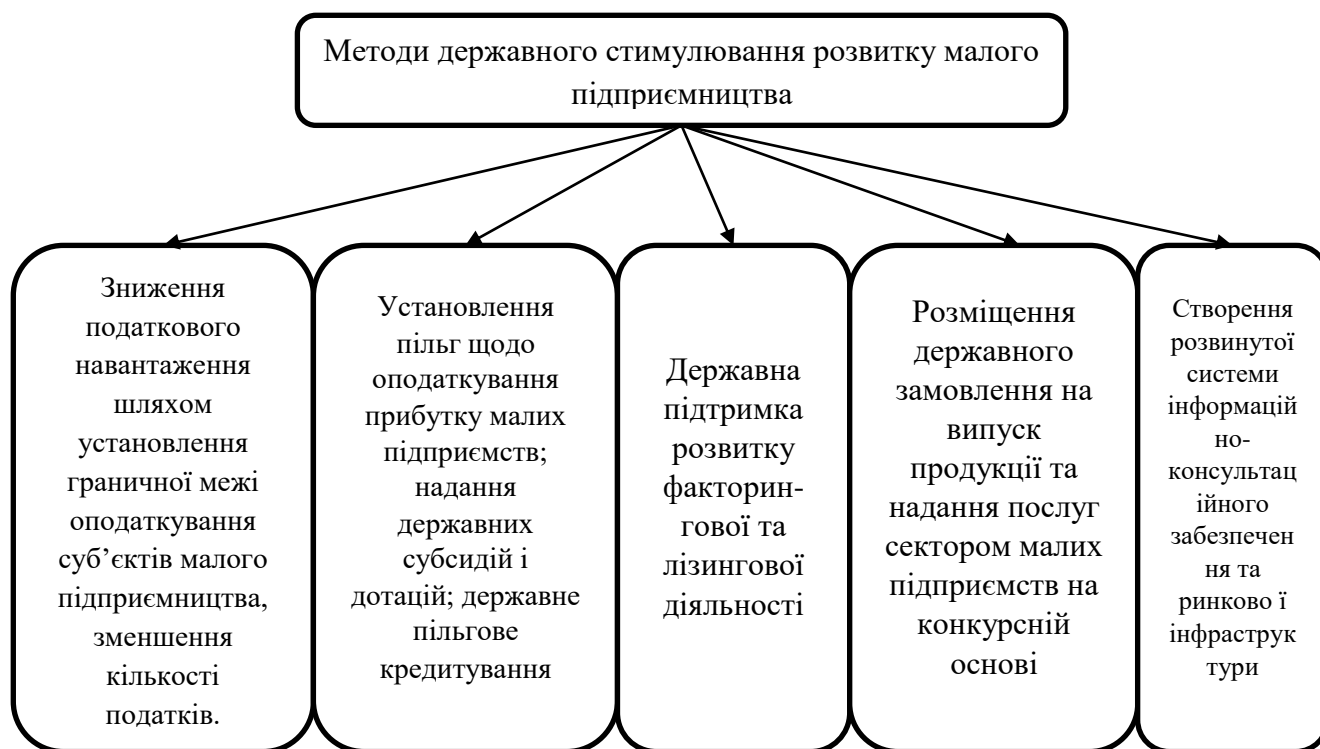 Методи державного стимулювання розвитку малого
підприємництва
Зниження
податкового
навантаження
шляхом
установлення
граничної межі
оподаткування
суб’єктів малого
підприємництва,
зменшення
кількості
податків.
Установлення
пільг щодо
оподаткування
прибутку малих
підприємств;
надання
державних
субсидій і
дотацій; державне
пільгове
кредитування
Державна
підтримка
розвитку
факторин-
гової та
лізингової
діяльності
Розміщення
державного
замовлення на
випуск
продукції та
надання послуг
сектором малих
підприємств на
конкурсній
основі
Створення
розвинутої
системи
інформацій
но-
консультац
ійного
забезпечен
ня та
ринково ї
інфраструк
тури